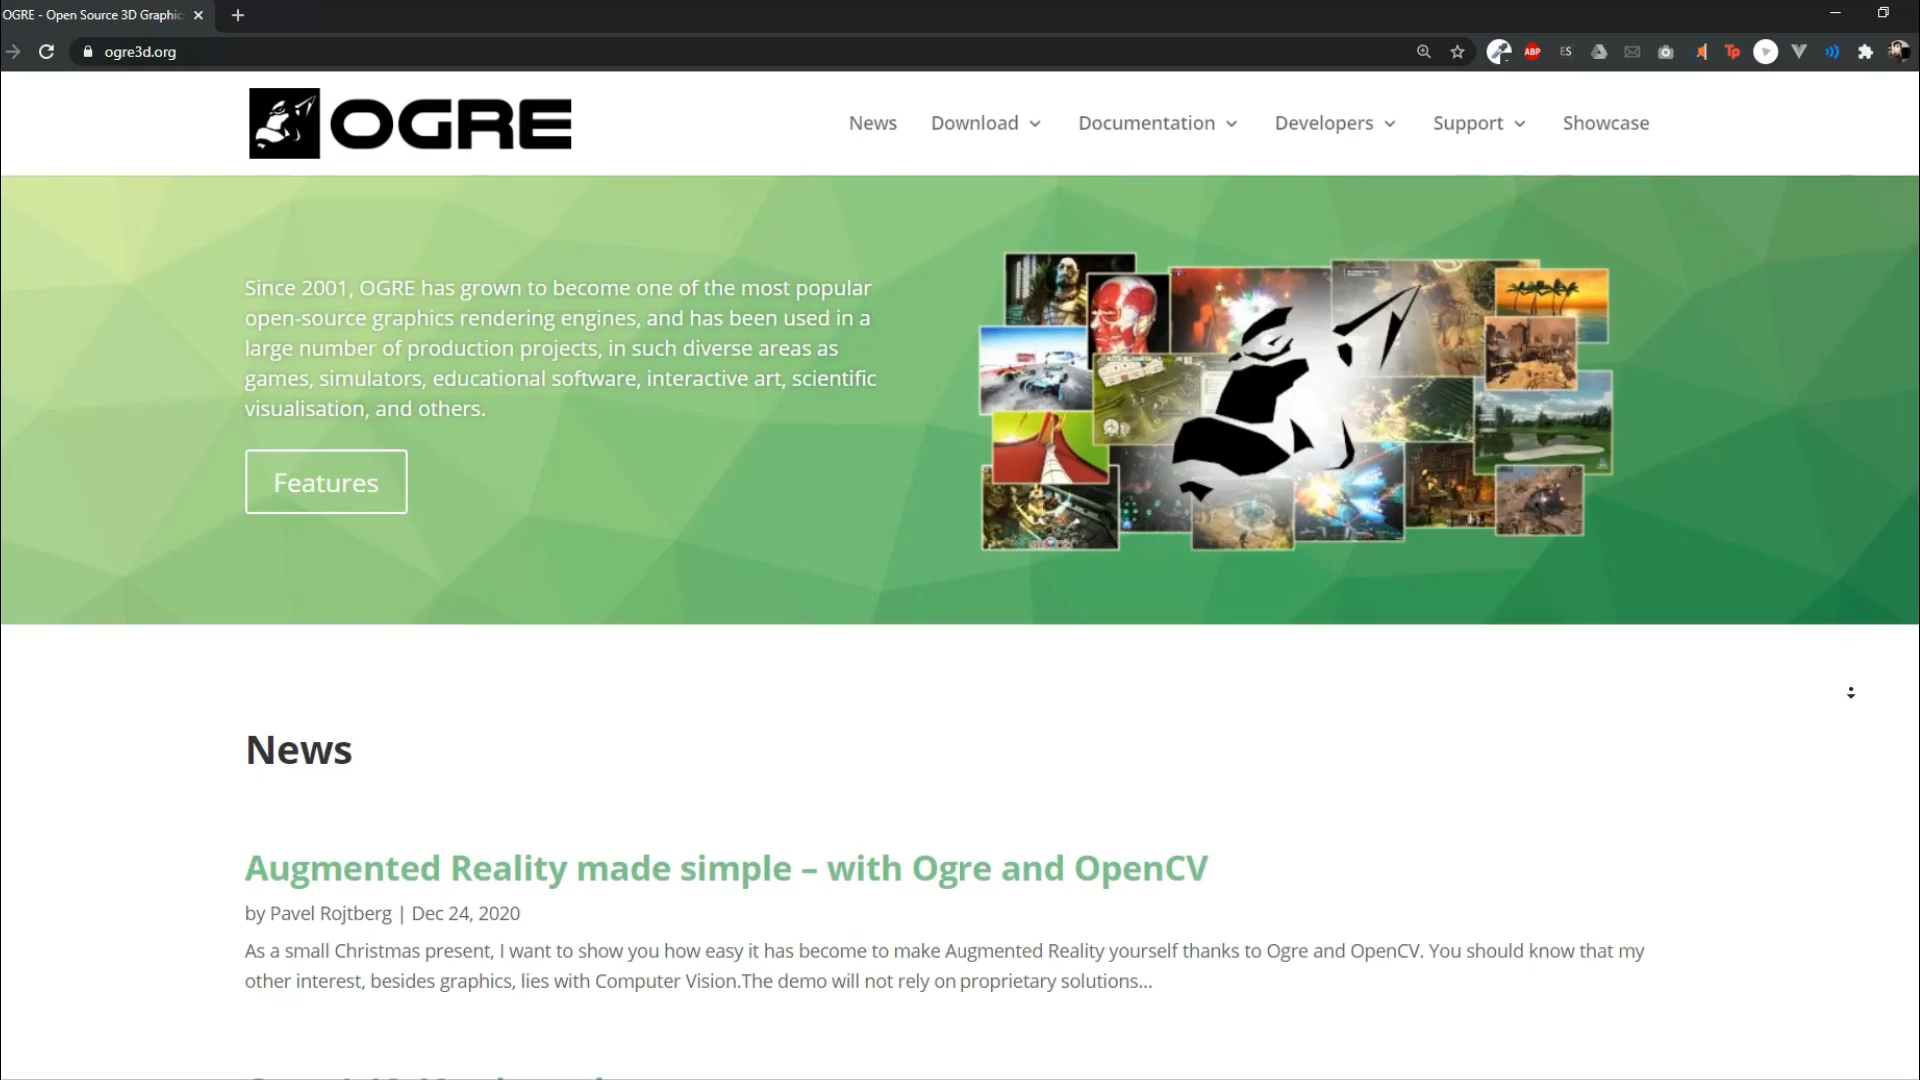 OGRE - Open Source 3D Graphic
ogre3d.org
ABP
ES
Tp
OGRE
News
Download
Documentation
Developers
Support
Showcase
Since 2001, OGRE has grown to become one of the most popular
open-source graphics rendering engines, and has been used in a
large number of production projects, in such diverse areas as
games, simulators, educational software, interactive art, scientific
visualisation, and others.
Features
News
Augmented Reality made simple – with Ogre and OpenCV
by Pavel Rojtberg | Dec 24, 2020
As a small Christmas present, I want to show you how easy it has become to make Augmented Reality yourself thanks to Ogre and OpenCV. You should know that my
other interest, besides graphics, lies with Computer Vision.The demo will not rely on proprietary solutions...